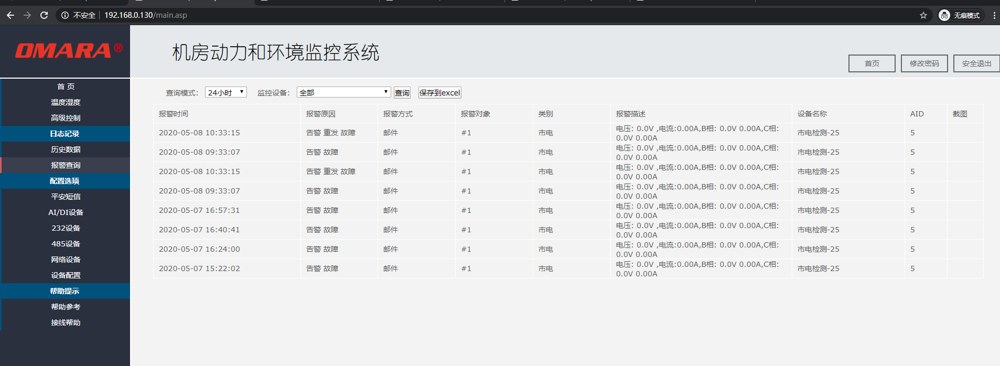 不安全 192.168.0.130/main.asp 无痕模式
OMARA®
机房动力和环境监控系统
首页 修改密码 安全退出
首 页
温度湿度
高级控制
日志记录
历史数据
报警查询
配置选项
平安短信
AI/DI设备
232设备
485设备
网络设备
设备配置
帮助提示
帮助参考
接线帮助
查询模式: 24小时 监控设备: 全部 查询 保存到excel
报警时间 报警原因 报警方式 报警对象 类别 报警描述 设备名称 AID 截图
2020-05-08 10:33:15 告警 重发 故障 邮件 #1 市电 电压: 0.0V ,电流:0.00A,B相: 0.0V 0.00A,C相: 市电检测-25 5
0.0V 0.00A
2020-05-08 09:33:07 告警 故障 邮件 #1 市电 电压: 0.0V ,电流:0.00A,B相: 0.0V 0.00A,C相: 市电检测-25 5
0.0V 0.00A
2020-05-08 10:33:15 告警 重发 故障 邮件 #1 市电 电压: 0.0V ,电流:0.00A,B相: 0.0V 0.00A,C相: 市电检测-25 5
0.0V 0.00A
2020-05-08 09:33:07 告警 故障 邮件 #1 市电 电压: 0.0V ,电流:0.00A,B相: 0.0V 0.00A,C相: 市电检测-25 5
0.0V 0.00A
2020-05-07 16:57:31 告警 故障 邮件 #1 市电 电压: 0.0V ,电流:0.00A,B相: 0.0V 0.00A,C相: 市电检测-25 5
0.0V 0.00A
2020-05-07 16:40:41 告警 故障 邮件 #1 市电 电压: 0.0V ,电流:0.00A,B相: 0.0V 0.00A,C相: 市电检测-25 5
0.0V 0.00A
2020-05-07 16:24:00 告警 故障 邮件 #1 市电 电压: 0.0V ,电流:0.00A,B相: 0.0V 0.00A,C相: 市电检测-25 5
0.0V 0.00A
2020-05-07 15:22:02 告警 故障 邮件 #1 市电 电压: 0.0V ,电流:0.00A,B相: 0.0V 0.00A,C相: 市电检测-25 5
0.0V 0.00A